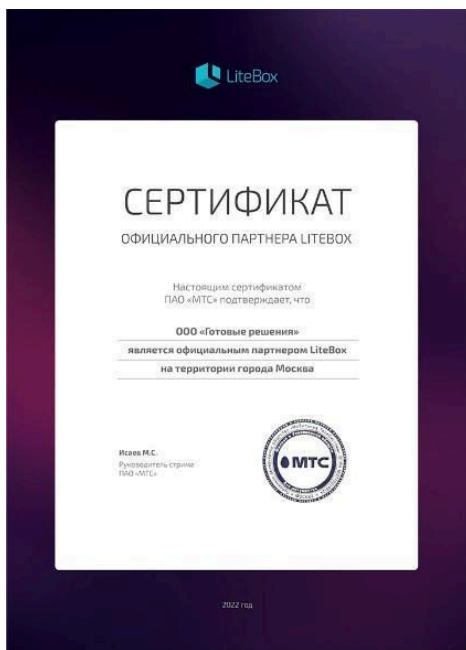 LiteBox
СЕРТИФИКАТ
ОФИЦИАЛЬНОГО ПАРТНЕРА LITEBOX
Настоящим сертификатом
ПАО «МТС» подтверждает, что
ООО «Готовые решения»
является официальным партнером LiteBox
на территории города Москва
Исаев М.С.
Руководитель стрима
ПАО «МТС»
МТС
2022 год